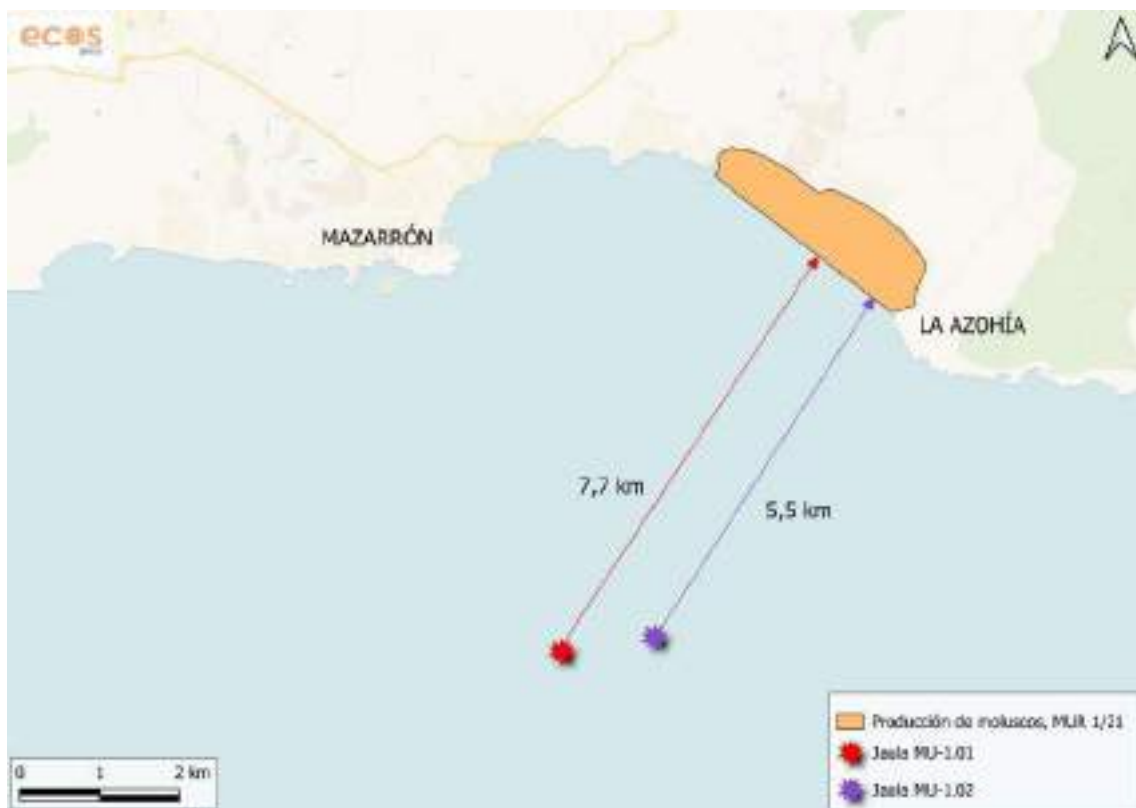 ecos
MAZARRÓN
LA AZOHÍA
7,7 km
5,5 km
Producción de moluscos, MUR 1/21
Jaula MU-1.01
Jaula MU-1.02
0 1 2 km